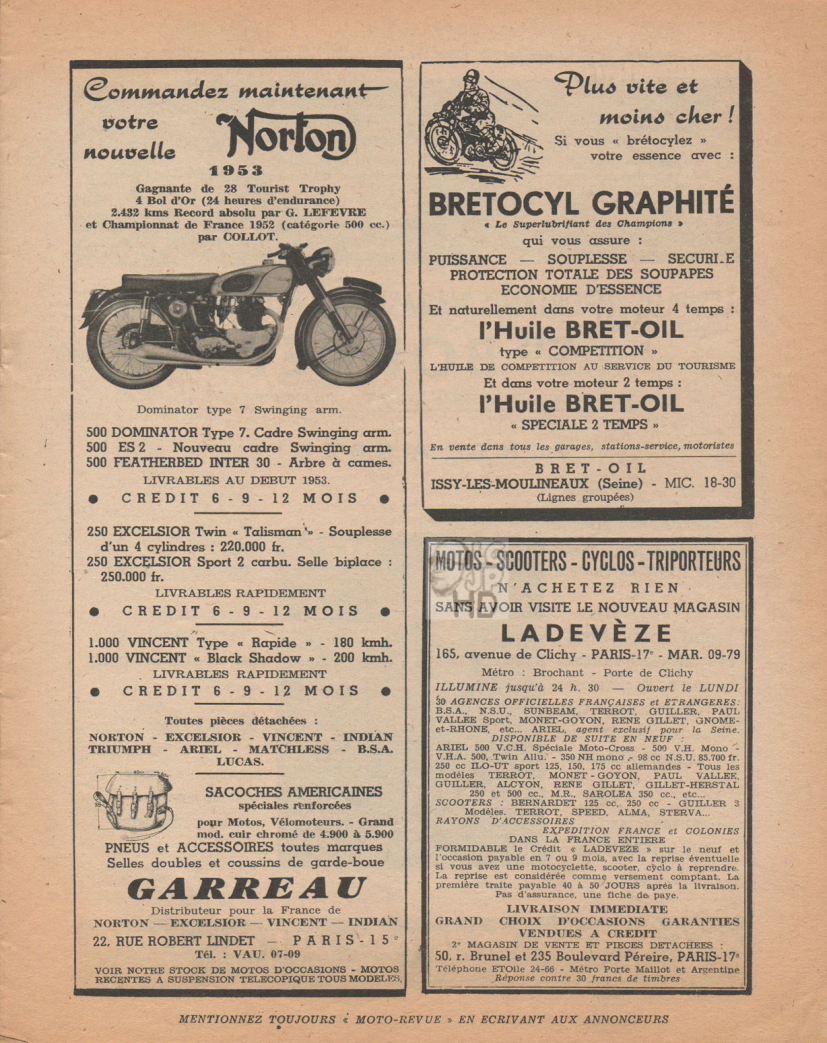 Commandez maintenant
votre
nouvelle
Norton
1953
Gagnante de 28 Tourist Trophy
4 Bol d'Or (24 heures d'endurance)
2.432 kms Record absolu par G. LEFEVRE
et Championnat de France 1952 (catégorie 500 cc.)
par COLLOT.
Dominator type 7 Swinging arm.
500 DOMINATOR Type 7. Cadre Swinging arm.
500 ES 2 - Nouveau cadre Swinging arm.
500 FEATHERBED INTER 30 - Arbre à cames.
LIVRABLES AU DEBUT 1953.
● CREDIT 6 - 9 - 12 MOIS ●
250 EXCELSIOR Twin « Talisman » - Souplesse
d'un 4 cylindres : 220.000 fr.
250 EXCELSIOR Sport 2 carbu. Selle biplace :
250.000 fr.
LIVRABLES RAPIDEMENT
● CREDIT 6 - 9 - 12 MOIS ●
1.000 VINCENT Type « Rapide » - 180 kmh.
1.000 VINCENT « Black Shadow » - 200 kmh.
LIVRABLES RAPIDEMENT
● CREDIT 6 - 9 - 12 MOIS ●
Toutes pièces détachées :
NORTON - EXCELSIOR - VINCENT - INDIAN
TRIUMPH - ARIEL - MATCHLESS - B.S.A.
LUCAS.
SACOCHES AMERICAINES
spéciales renforcées
pour Motos, Vélomoteurs. - Grand
mod. cuir chromé de 4.900 à 5.900
PNEUS et ACCESSOIRES toutes marques
Selles doubles et coussins de garde-boue
GARREAU
Distributeur pour la France de
NORTON — EXCELSIOR — VINCENT — INDIAN
22, RUE ROBERT LINDET — PARIS-15e
Tél. : VAU. 07-09
VOIR NOTRE STOCK DE MOTOS D'OCCASIONS - MOTOS
RECENTES A SUSPENSION TELECOPIQUE TOUS MODELES.
Plus vite et
moins cher !
Si vous « brétocylez »
votre essence avec :
BRETOCYL GRAPHITÉ
« Le Superlubrifiant des Champions »
qui vous assure :
PUISSANCE — SOUPLESSE —
PROTECTION TOTALE DES SOUPAPES
ECONOMIE D'ESSENCE
Et naturellement dans votre moteur 4 temps :
l'Huile BRET-OIL
type « COMPETITION »
L'HUILE DE COMPETITION AU SERVICE DU TOURISME
Et dans votre moteur 2 temps :
l'Huile BRET-OIL
« SPECIALE 2 TEMPS »
En vente dans tous les garages, stations-service, motoristes
BRET-OIL
ISSY-LES-MOULINEAUX (Seine) - MIC. 18-30
(Lignes groupées)
MOTOS - SCOOTERS - CYCLOS - TRIPORTEURS
N'ACHETEZ RIEN
SANS AVOIR VISITE LE NOUVEAU MAGASIN
LADEVÈZE
165, avenue de Clichy - PARIS-17e - MAR. 09-79
Métro : Brochant - Porte de Clichy
ILLUMINE jusqu'à 24 h. 30 — Ouvert le LUNDI
30 AGENCES OFFICIELLES FRANÇAISES et ETRANGERES:
B.S.A., N.S.U., SUNBEAM, TERROT, GUILLER, PAUL
VALLEE Sport, MONET-GOYON, RENE GILLET, GNOME-
et-RHONE, etc... ARIEL, agent exclusif pour la Seine.
DISPONIBLE DE SUITE EN NEUF :
ARIEL 500 V.C.H. Spéciale Moto-Cross - 500 V.H. Mono -
V.H.A. 500, Twin Allu. - 350 NH mono - 98 cc N.S.U. 85.700 fr.
250 cc ILO-UT sport 125, 150, 175 cc allemandes - Tous les
modèles TERROT, MONET-GOYON, PAUL VALLEE,
GUILLER, ALCYON, RENE GILLET, GILLET-HERSTAL
250 et 500 cc., M.R., SAROLEA 350 cc., etc...
SCOOTERS : BERNARDET 125 cc, 250 cc - GUILLER 3
Modèles, TERROT, SPEED, ALMA, STERVA...
RAYONS D'ACCESSOIRES
EXPEDITION FRANCE et COLONIES
DANS LA FRANCE ENTIERE
FORMIDABLE le Crédit « LADEVEZE » sur le neuf et
l'occasion payable en 7 ou 9 mois, avec la reprise éventuelle
si vous avez une motocyclette, scooter, cyclo à reprendre.
La reprise est considérée comme versement comptant. La
première traite payable 40 à 50 JOURS après la livraison.
Pas d'assurance, une fiche de paye.
LIVRAISON IMMEDIATE
GRAND CHOIX D'OCCASIONS GARANTIES
VENDUES A CREDIT
2e MAGASIN DE VENTE ET PIECES DETACHEES :
50, r. Brunel et 235 Boulevard Péreire, PARIS-17e
Téléphone ETOile 24-66 - Métro Porte Maillot et Argentine
Réponse contre 30 francs de timbres
HD
MENTIONNEZ TOUJOURS « MOTO-REVUE » EN ECRIVANT AUX ANNONCEURS